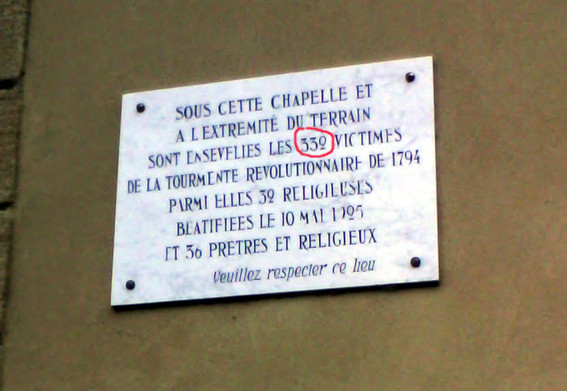 SOUS CETTE CHAPELLE ET
A L'EXTREMITÉ DU TERRAIN
SONT ENSEVELIES LES 332 VICTIMES
DE LA TOURMENTE REVOLUTIONNAIRE DE 1794
PARMI ELLES 32 RELIGIEUSES
BEATIFIEES LE 10 MAI 1925
ET 36 PRETRES ET RELIGIEUX
Veuillez respecter ce lieu